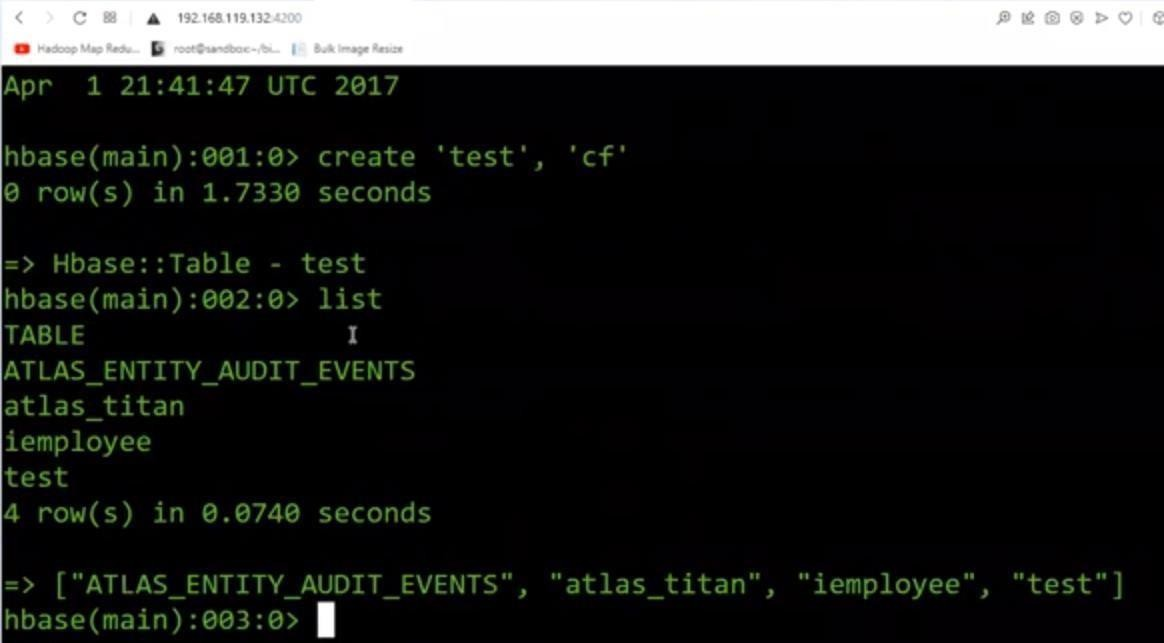 192.168.119.132:4200
Hadoop Map Redu... root@sandbox:~/bi... Bulk Image Resize
Apr  1 21:41:47 UTC 2017
hbase(main):001:0> create 'test', 'cf'
0 row(s) in 1.7330 seconds
=> Hbase::Table - test
hbase(main):002:0> list
TABLE
ATLAS_ENTITY_AUDIT_EVENTS
atlas_titan
iemployee
test
4 row(s) in 0.0740 seconds
=> ["ATLAS_ENTITY_AUDIT_EVENTS", "atlas_titan", "iemployee", "test"]
hbase(main):003:0>